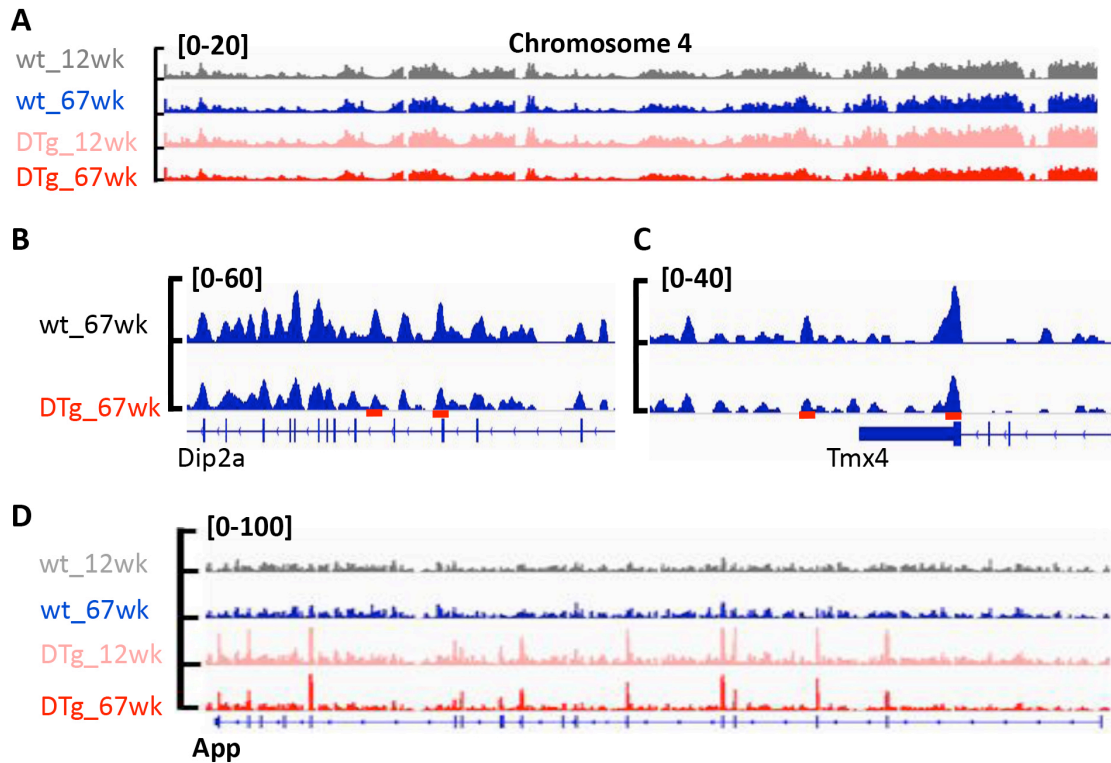 A
[0-20]
Chromosome 4
wt_12wk
wt_67wk
DTg_12wk
DTg_67wk
B
[0-60]
wt_67wk
DTg_67wk
Dip2a
C
[0-40]
Tmx4
D
[0-100]
wt_12wk
wt_67wk
DTg_12wk
DTg_67wk
App